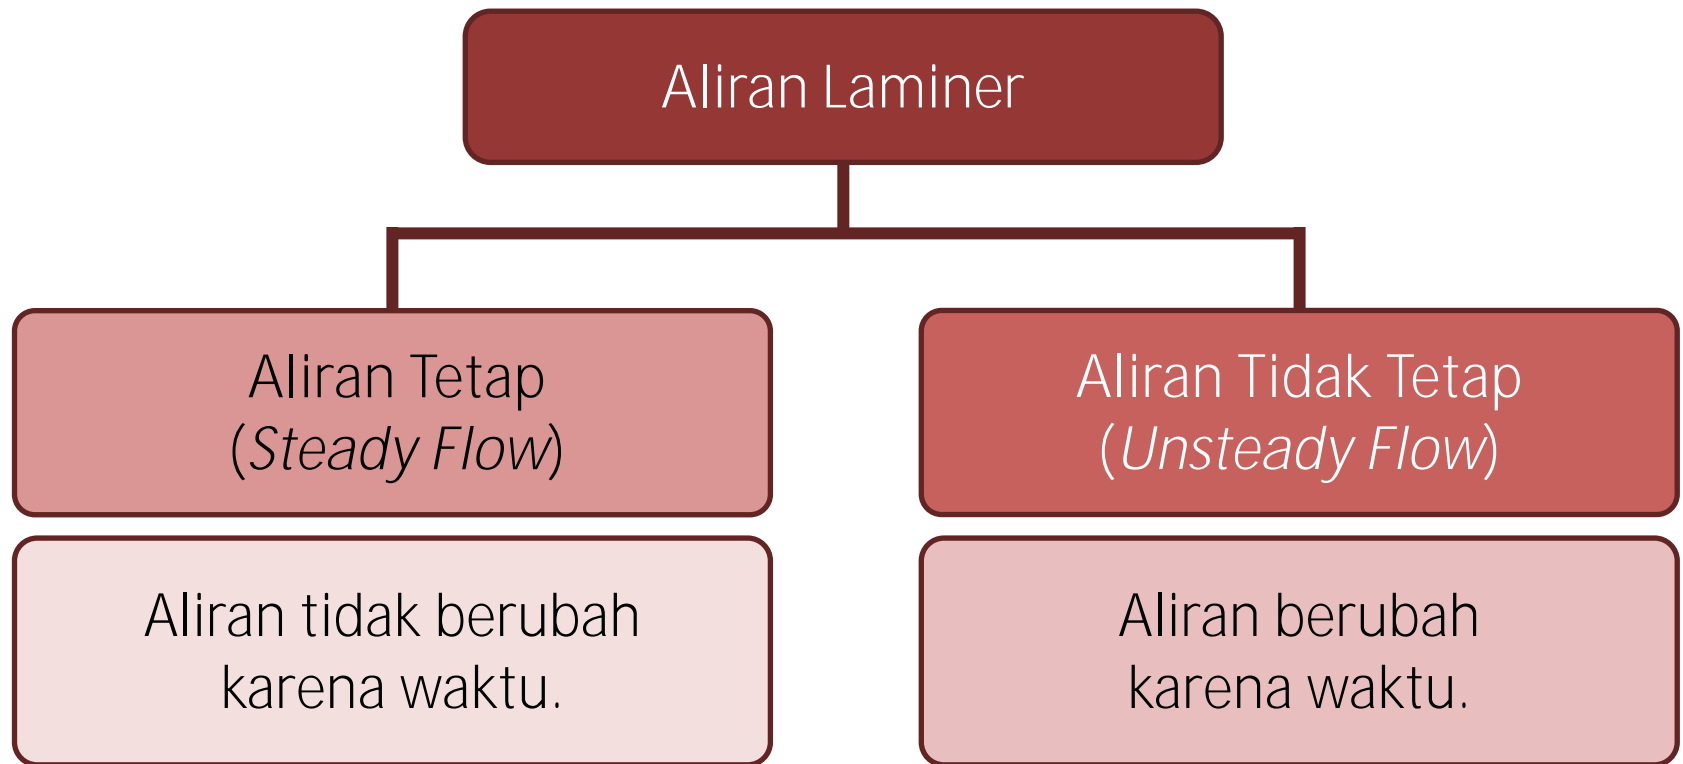 Aliran Laminer
Aliran Tetap
(Steady Flow)
Aliran Tidak Tetap
(Unsteady Flow)
Aliran tidak berubah
karena waktu.
Aliran berubah
karena waktu.